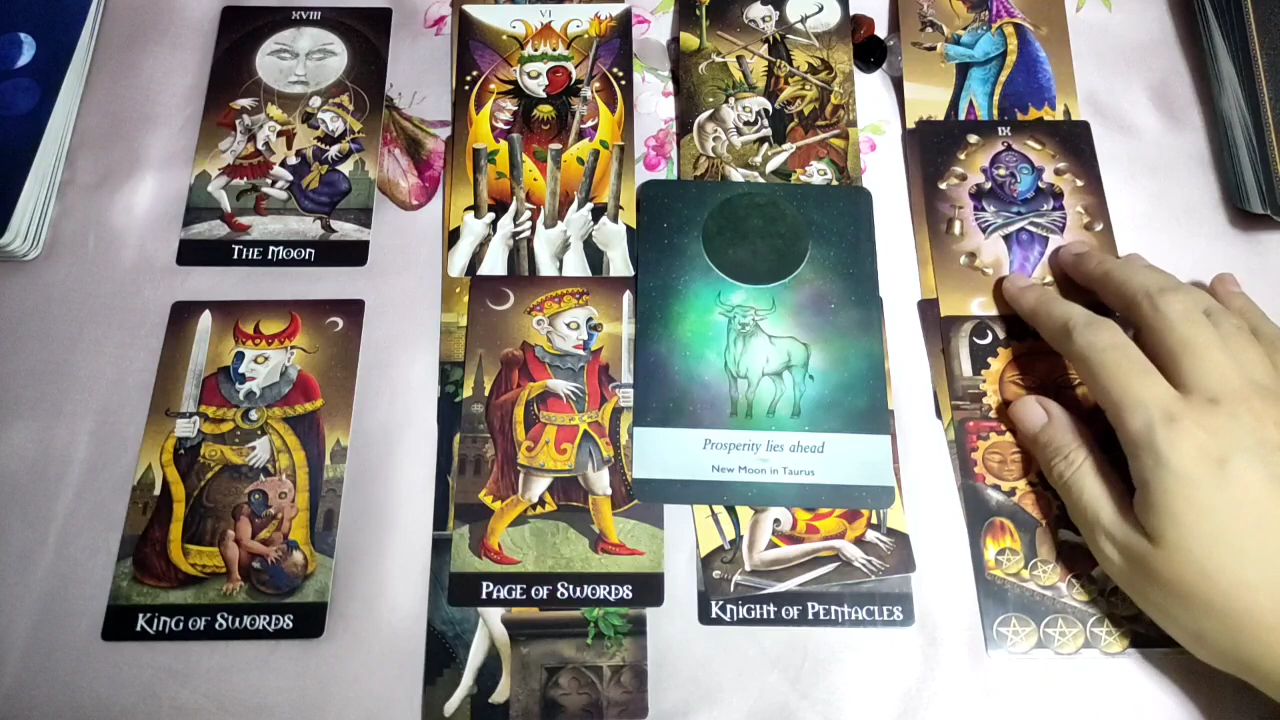 XVIII
THE MOON
VI
IX
Prosperity lies ahead
New Moon in Taurus
KING OF SWORDS
PAGE OF SWORDS
KNIGHT OF PENTACLES